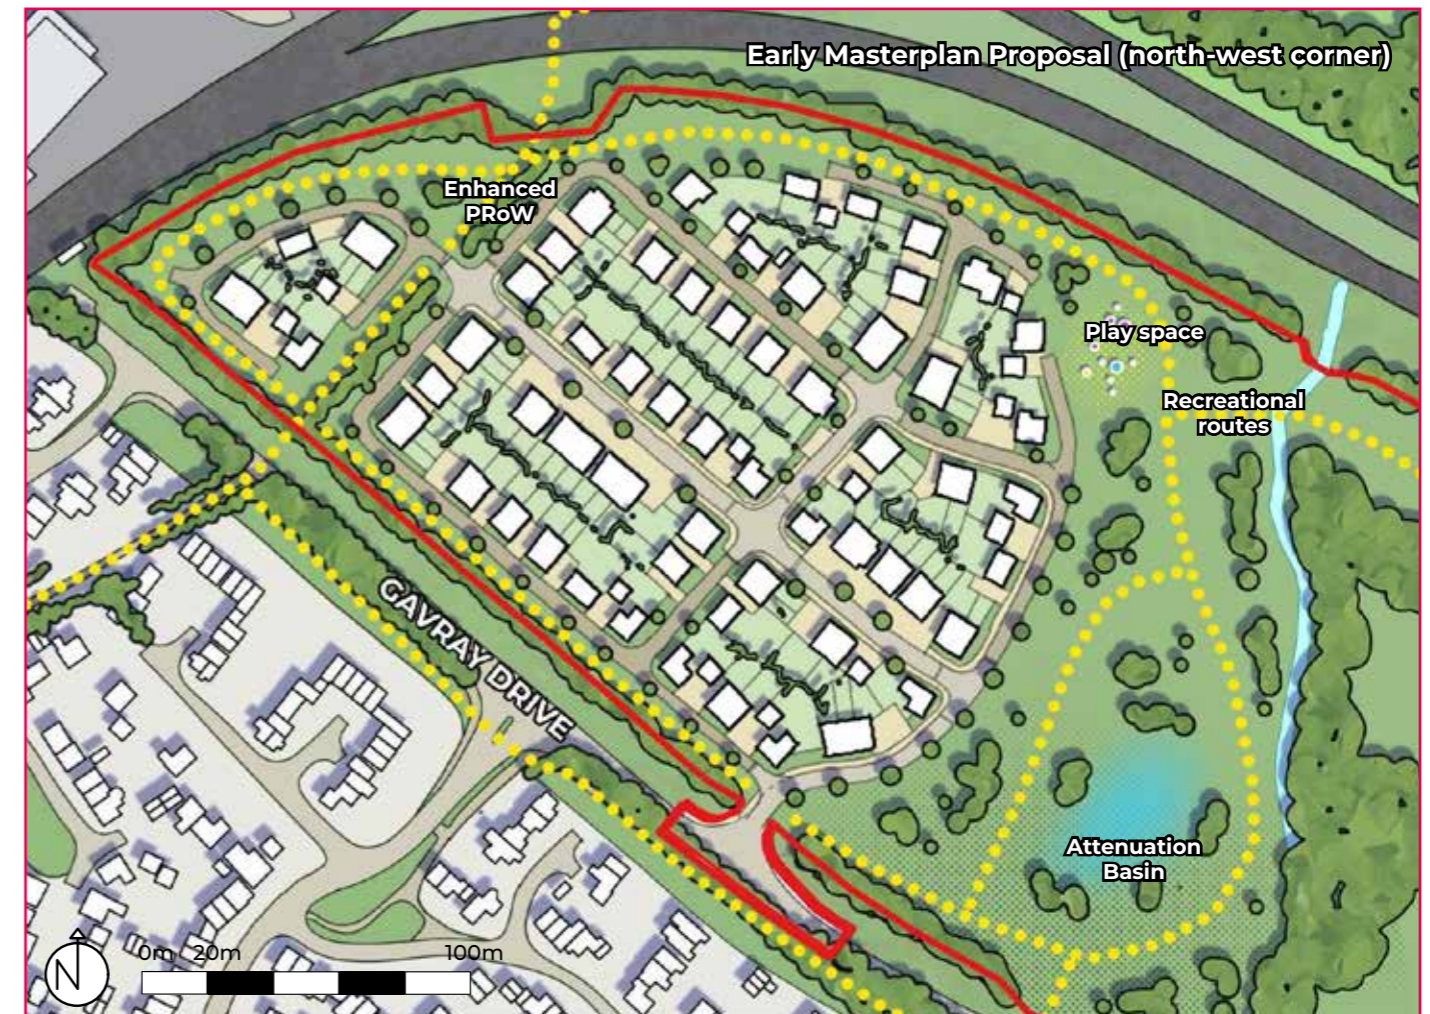 Early Masterplan Proposal (north-west corner)
Enhanced
PRoW
Play space
Recreational
routes
GAVRAY DRIVE
Attenuation
Basin
0m 20m 100m
N